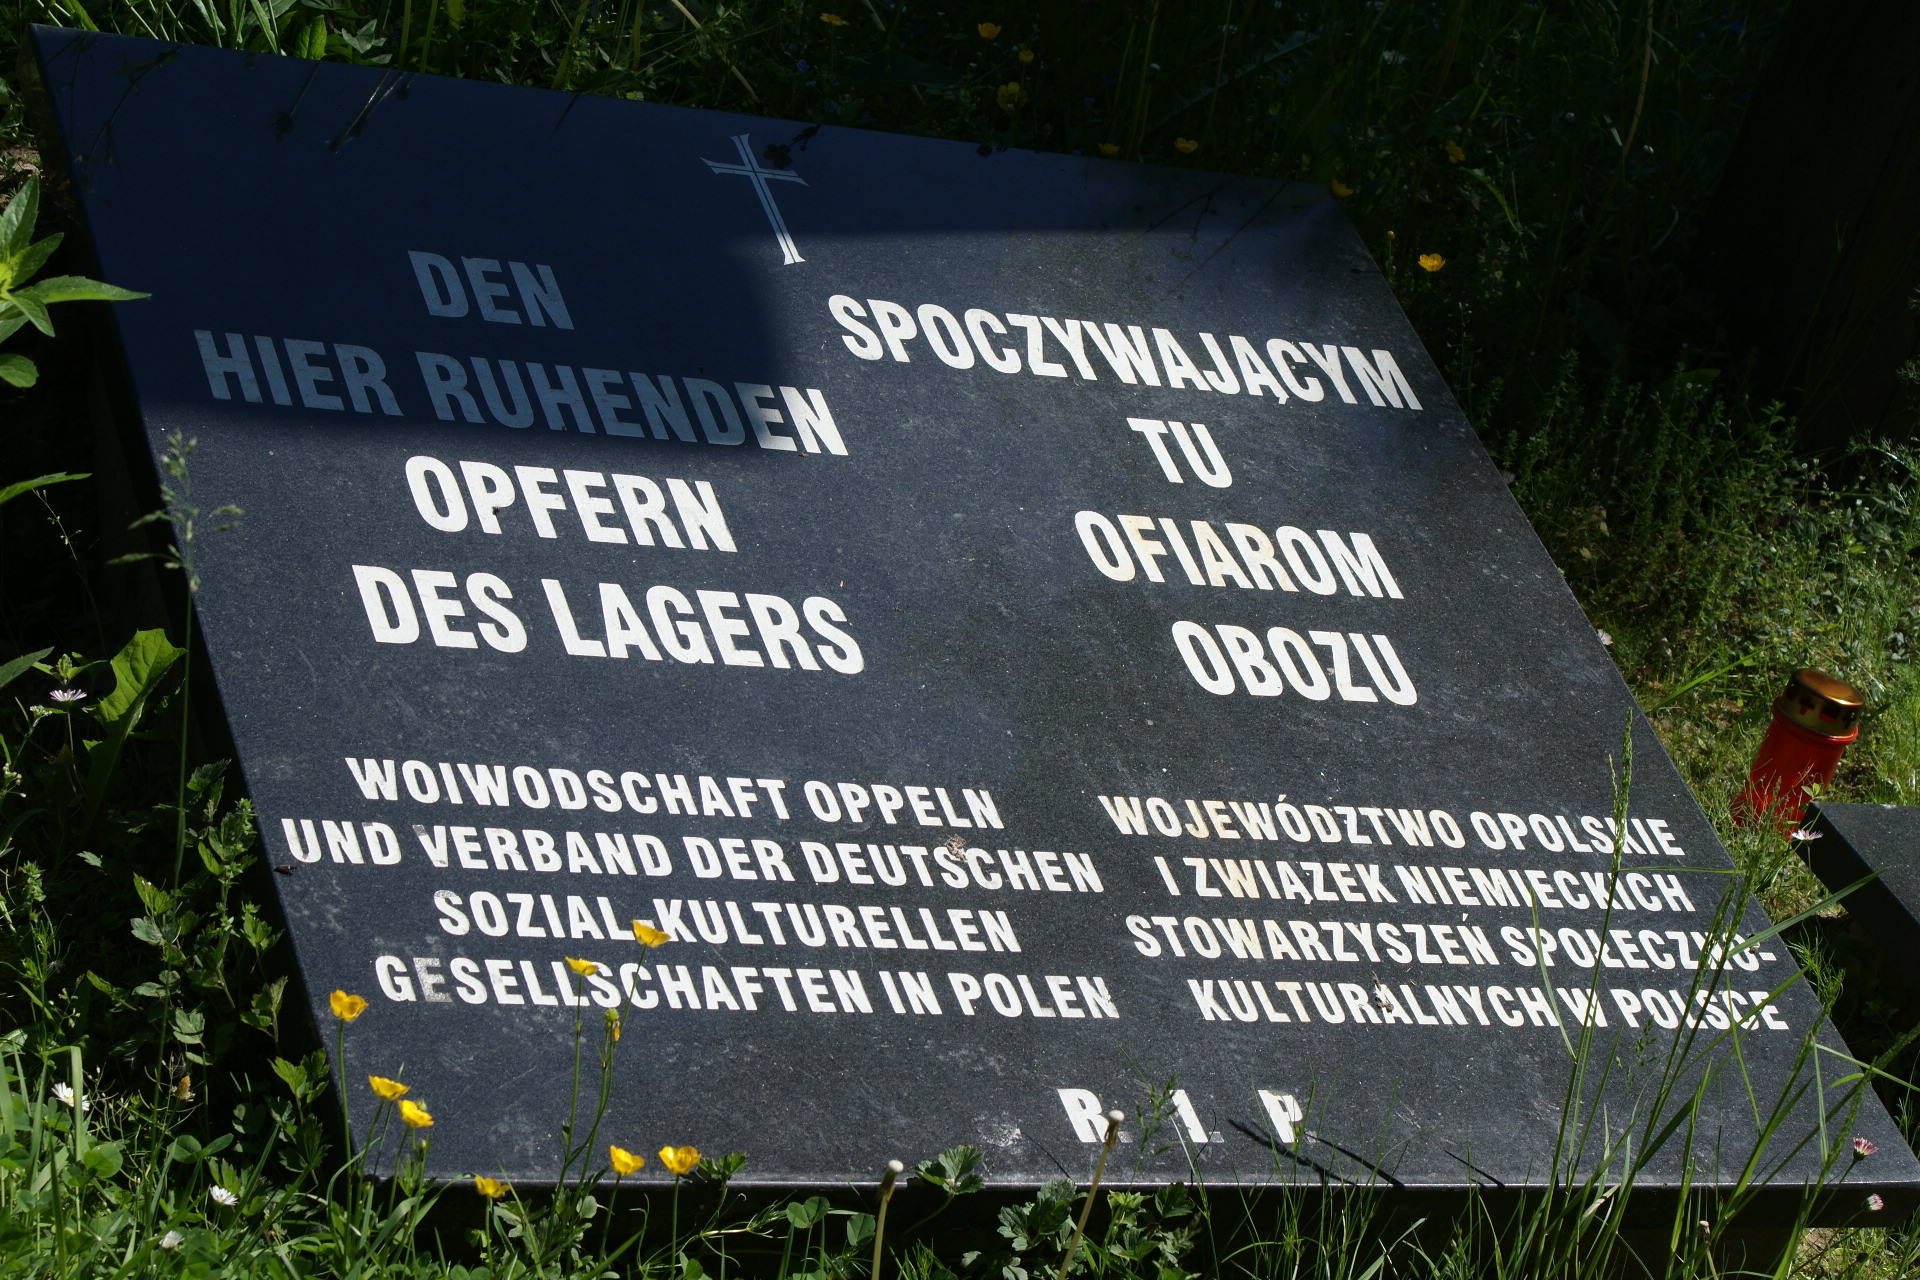 DEN
HIER RUHENDEN
OPFERN
DES LAGERS
SPOCZYWAJĄCYM
TU
OFIAROM
OBOZU
WOIWODSCHAFT OPPELN
UND VERBAND DER DEUTSCHEN
SOZIAL-KULTURELLEN
GESELLSCHAFTEN IN POLEN
WOJEWÓDZTWO OPOLSKIE
I ZWIĄZEK NIEMIECKICH
STOWARZYSZEŃ SPOŁECZNO-
KULTURALNYCH W POLSCE
R. I. P.